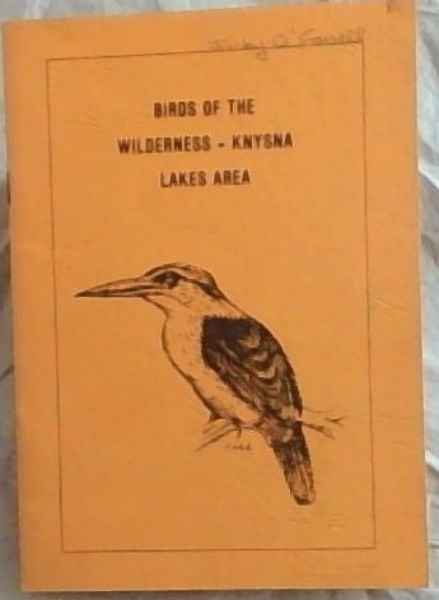 BIRDS OF THE
WILDERNESS - KNYSNA
LAKES AREA